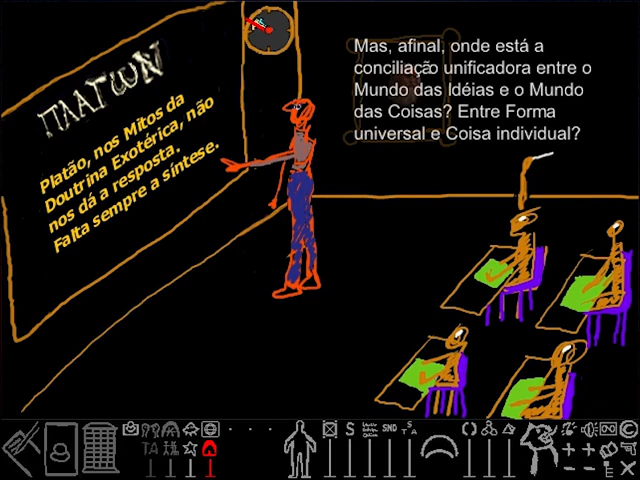 ΠΛΑΤΩΝ
Platão, nos Mitos da
Doutrina Exotérica, não
nos dá a resposta.
Falta sempre a síntese.
Mas, afinal, onde está a
conciliação unificadora entre o
Mundo das Idéias e o Mundo
das Coisas? Entre Forma
universal e Coisa individual?